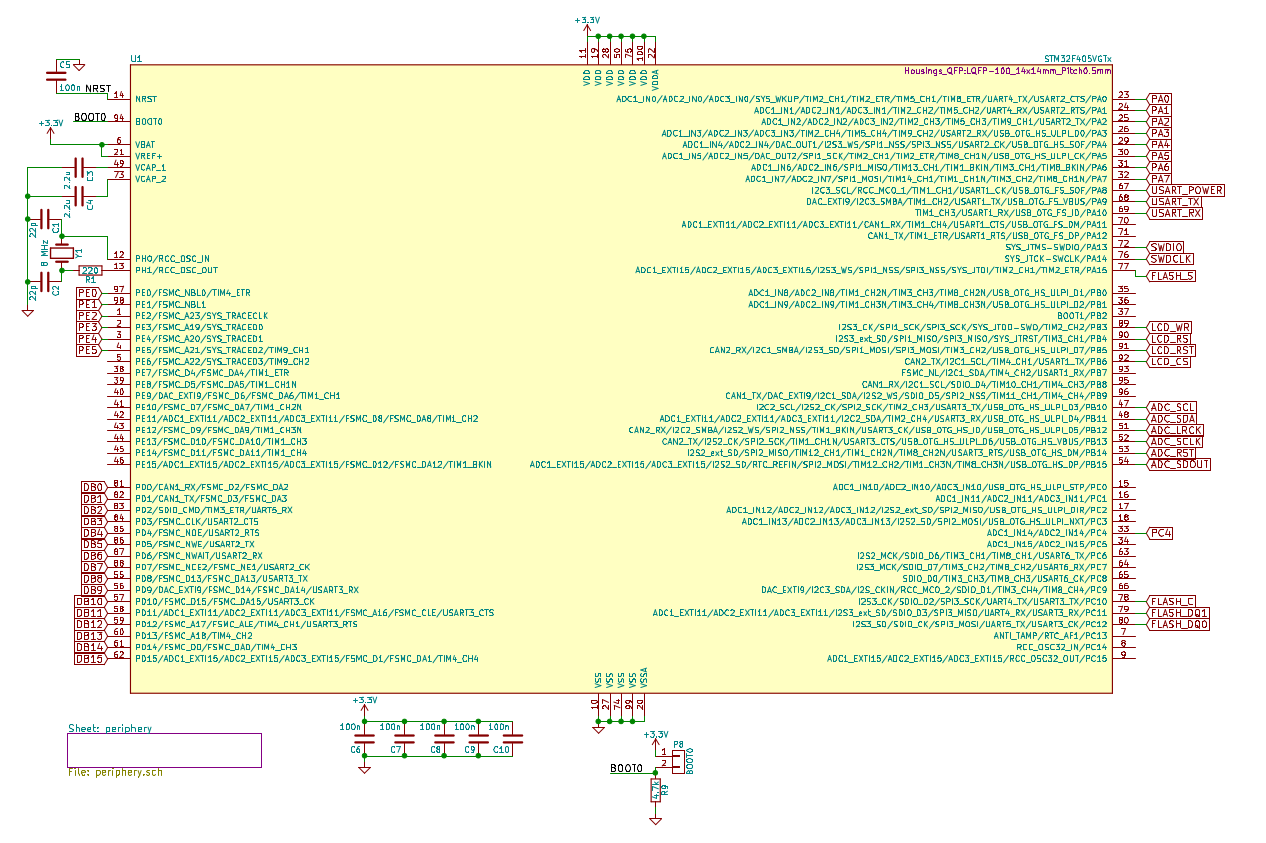 +3.3V
11 19 28 50 75 100 22
VDD VDD VDD VDD VDD VDD VDDA
U1
STM32F405VGTx
Housings_QFP:LQFP-100_14x14mm_Pitch0.5mm
C5
100n
NRST 14 NRST
BOOT0 94 BOOT0
+3.3V
6 VBAT
21 VREF+
49 VCAP_1
73 VCAP_2
2.2u C3
2.2u C4
22p C1
8 MHz Y1
22p C2
220
R1
12 PH0/RCC_OSC_IN
13 PH1/RCC_OSC_OUT
PE0 97 PE0/FSMC_NBL0/TIM4_ETR
PE1 98 PE1/FSMC_NBL1
PE2 1 PE2/FSMC_A23/SYS_TRACECLK
PE3 2 PE3/FSMC_A19/SYS_TRACED0
PE4 3 PE4/FSMC_A20/SYS_TRACED1
PE5 4 PE5/FSMC_A21/SYS_TRACED2/TIM9_CH1
5 PE6/FSMC_A22/SYS_TRACED3/TIM9_CH2
38 PE7/FSMC_D4/FSMC_DA4/TIM1_ETR
39 PE8/FSMC_D5/FSMC_DA5/TIM1_CH1N
40 PE9/DAC_EXTI9/FSMC_D6/FSMC_DA6/TIM1_CH1
41 PE10/FSMC_D7/FSMC_DA7/TIM1_CH2N
42 PE11/ADC1_EXTI11/ADC2_EXTI11/ADC3_EXTI11/FSMC_D8/FSMC_DA8/TIM1_CH2
43 PE12/FSMC_D9/FSMC_DA9/TIM1_CH3N
44 PE13/FSMC_D10/FSMC_DA10/TIM1_CH3
45 PE14/FSMC_D11/FSMC_DA11/TIM1_CH4
46 PE15/ADC1_EXTI15/ADC2_EXTI15/ADC3_EXTI15/FSMC_D12/FSMC_DA12/TIM1_BKIN
DB0 81 PD0/CAN1_RX/FSMC_D2/FSMC_DA2
DB1 82 PD1/CAN1_TX/FSMC_D3/FSMC_DA3
DB2 83 PD2/SDIO_CMD/TIM3_ETR/UART5_RX
DB3 84 PD3/FSMC_CLK/USART2_CTS
DB4 85 PD4/FSMC_NOE/USART2_RTS
DB5 86 PD5/FSMC_NWE/USART2_TX
DB6 87 PD6/FSMC_NWAIT/USART2_RX
DB7 88 PD7/FSMC_NCE2/FSMC_NE1/USART2_CK
DB8 55 PD8/FSMC_D13/FSMC_DA13/USART3_TX
DB9 56 PD9/DAC_EXTI9/FSMC_D14/FSMC_DA14/USART3_RX
DB10 57 PD10/FSMC_D15/FSMC_DA15/USART3_CK
DB11 58 PD11/ADC1_EXTI11/ADC2_EXTI11/ADC3_EXTI11/FSMC_A16/FSMC_CLE/USART3_CTS
DB12 59 PD12/FSMC_A17/FSMC_ALE/TIM4_CH1/USART3_RTS
DB13 60 PD13/FSMC_A18/TIM4_CH2
DB14 61 PD14/FSMC_D0/FSMC_DA0/TIM4_CH3
DB15 62 PD15/ADC1_EXTI15/ADC2_EXTI15/ADC3_EXTI15/FSMC_D1/FSMC_DA1/TIM4_CH4
ADC1_IN0/ADC2_IN0/ADC3_IN0/SYS_WKUP/TIM2_CH1/TIM2_ETR/TIM5_CH1/TIM8_ETR/UART4_TX/USART2_CTS/PA0 23 PA0
ADC1_IN1/ADC2_IN1/ADC3_IN1/TIM2_CH2/TIM5_CH2/UART4_RX/USART2_RTS/PA1 24 PA1
ADC1_IN2/ADC2_IN2/ADC3_IN2/TIM2_CH3/TIM5_CH3/TIM9_CH1/USART2_TX/PA2 25 PA2
ADC1_IN3/ADC2_IN3/ADC3_IN3/TIM2_CH4/TIM5_CH4/TIM9_CH2/USART2_RX/USB_OTG_HS_ULPI_D0/PA3 26 PA3
ADC1_IN4/ADC2_IN4/DAC_OUT1/I2S3_WS/SPI1_NSS/SPI3_NSS/USART2_CK/USB_OTG_HS_SOF/PA4 29 PA4
ADC1_IN5/ADC2_IN5/DAC_OUT2/SPI1_SCK/TIM2_CH1/TIM2_ETR/TIM8_CH1N/USB_OTG_HS_ULPI_CK/PA5 30 PA5
ADC1_IN6/ADC2_IN6/SPI1_MISO/TIM13_CH1/TIM1_BKIN/TIM3_CH1/TIM8_BKIN/PA6 31 PA6
ADC1_IN7/ADC2_IN7/SPI1_MOSI/TIM14_CH1/TIM1_CH1N/TIM3_CH2/TIM8_CH1N/PA7 32 PA7
I2C3_SCL/RCC_MCO_1/TIM1_CH1/USART1_CK/USB_OTG_FS_SOF/PA8 67 USART_POWER
DAC_EXTI9/I2C3_SMBA/TIM1_CH2/USART1_TX/USB_OTG_FS_VBUS/PA9 68 USART_TX
TIM1_CH3/USART1_RX/USB_OTG_FS_ID/PA10 69 USART_RX
ADC1_EXTI11/ADC2_EXTI11/ADC3_EXTI11/CAN1_RX/TIM1_CH4/USART1_CTS/USB_OTG_FS_DM/PA11 70
CAN1_TX/TIM1_ETR/USART1_RTS/USB_OTG_FS_DP/PA12 71
SYS_JTMS-SWDIO/PA13 72 SWDIO
SYS_JTCK-SWCLK/PA14 76 SWDCLK
ADC1_EXTI15/ADC2_EXTI15/ADC3_EXTI15/I2S3_WS/SPI1_NSS/SPI3_NSS/SYS_JTDI/TIM2_CH1/TIM2_ETR/PA15 77 FLASH_S
ADC1_IN8/ADC2_IN8/TIM1_CH2N/TIM3_CH3/TIM8_CH2N/USB_OTG_HS_ULPI_D1/PB0 35
ADC1_IN9/ADC2_IN9/TIM1_CH3N/TIM3_CH4/TIM8_CH3N/USB_OTG_HS_ULPI_D2/PB1 36
BOOT1/PB2 37
I2S3_CK/SPI1_SCK/SPI3_SCK/SYS_JTDO-SWO/TIM2_CH2/PB3 89 LCD_WR
I2S3_ext_SD/SPI1_MISO/SPI3_MISO/SYS_JTRST/TIM3_CH1/PB4 90 LCD_RS
CAN2_RX/I2C1_SMBA/I2S3_SD/SPI1_MOSI/SPI3_MOSI/TIM3_CH2/USB_OTG_HS_ULPI_D7/PB5 91 LCD_RST
CAN2_TX/I2C1_SCL/TIM4_CH1/USART1_TX/PB6 92 LCD_CS
FSMC_NL/I2C1_SDA/TIM4_CH2/USART1_RX/PB7 93
CAN1_RX/I2C1_SCL/SDIO_D4/TIM10_CH1/TIM4_CH3/PB8 95
CAN1_TX/DAC_EXTI9/I2C1_SDA/I2S2_WS/SDIO_D5/SPI2_NSS/TIM11_CH1/TIM4_CH4/PB9 96
I2C2_SCL/I2S2_CK/SPI2_SCK/TIM2_CH3/USART3_TX/USB_OTG_HS_ULPI_D3/PB10 47 ADC_SCL
ADC1_EXTI11/ADC2_EXTI11/ADC3_EXTI11/I2C2_SDA/TIM2_CH4/USART3_RX/USB_OTG_HS_ULPI_D4/PB11 48 ADC_SDA
CAN2_RX/I2C2_SMBA/I2S2_WS/SPI2_NSS/TIM1_BKIN/USART3_CK/USB_OTG_HS_ID/USB_OTG_HS_ULPI_D5/PB12 51 ADC_LRCK
CAN2_TX/I2S2_CK/SPI2_SCK/TIM1_CH1N/USART3_CTS/USB_OTG_HS_ULPI_D6/USB_OTG_HS_VBUS/PB13 52 ADC_SCLK
I2S2_ext_SD/SPI2_MISO/TIM12_CH1/TIM1_CH2N/TIM8_CH2N/USART3_RTS/USB_OTG_HS_DM/PB14 53 ADC_RST
ADC1_EXTI15/ADC2_EXTI15/ADC3_EXTI15/I2S2_SD/RTC_REFIN/SPI2_MOSI/TIM12_CH2/TIM1_CH3N/TIM8_CH3N/USB_OTG_HS_DP/PB15 54 ADC_SDOUT
ADC1_IN10/ADC2_IN10/ADC3_IN10/USB_OTG_HS_ULPI_STP/PC0 15
ADC1_IN11/ADC2_IN11/ADC3_IN11/PC1 16
ADC1_IN12/ADC2_IN12/ADC3_IN12/I2S2_ext_SD/SPI2_MISO/USB_OTG_HS_ULPI_DIR/PC2 17
ADC1_IN13/ADC2_IN13/ADC3_IN13/I2S2_SD/SPI2_MOSI/USB_OTG_HS_ULPI_NXT/PC3 18
ADC1_IN14/ADC2_IN14/PC4 33 PC4
ADC1_IN15/ADC2_IN15/PC5 34
I2S2_MCK/SDIO_D6/TIM3_CH1/TIM8_CH1/USART6_TX/PC6 63
I2S3_MCK/SDIO_D7/TIM3_CH2/TIM8_CH2/USART6_RX/PC7 64
SDIO_D0/TIM3_CH3/TIM8_CH3/USART6_CK/PC8 65
DAC_EXTI9/I2C3_SDA/I2S_CKIN/RCC_MCO_2/SDIO_D1/TIM3_CH4/TIM8_CH4/PC9 66
I2S3_CK/SDIO_D2/SPI3_SCK/UART4_TX/USART3_TX/PC10 78 FLASH_C
ADC1_EXTI11/ADC2_EXTI11/ADC3_EXTI11/I2S3_ext_SD/SDIO_D3/SPI3_MISO/UART4_RX/USART3_RX/PC11 79 FLASH_DQ1
I2S3_SD/SDIO_CK/SPI3_MOSI/UART5_TX/USART3_CK/PC12 80 FLASH_DQ0
ANTI_TAMP/RTC_AF1/PC13 7
RCC_OSC32_IN/PC14 8
ADC1_EXTI15/ADC2_EXTI15/ADC3_EXTI15/RCC_OSC32_OUT/PC15 9
VSS VSS VSS VSS VSSA
10 27 74 99 20
+3.3V
100n 100n 100n 100n 100n
C6 C7 C8 C9 C10
Sheet: periphery
File: periphery.sch
+3.3V
P8
1
2
BOOT0
BOOT0
4.7k R9